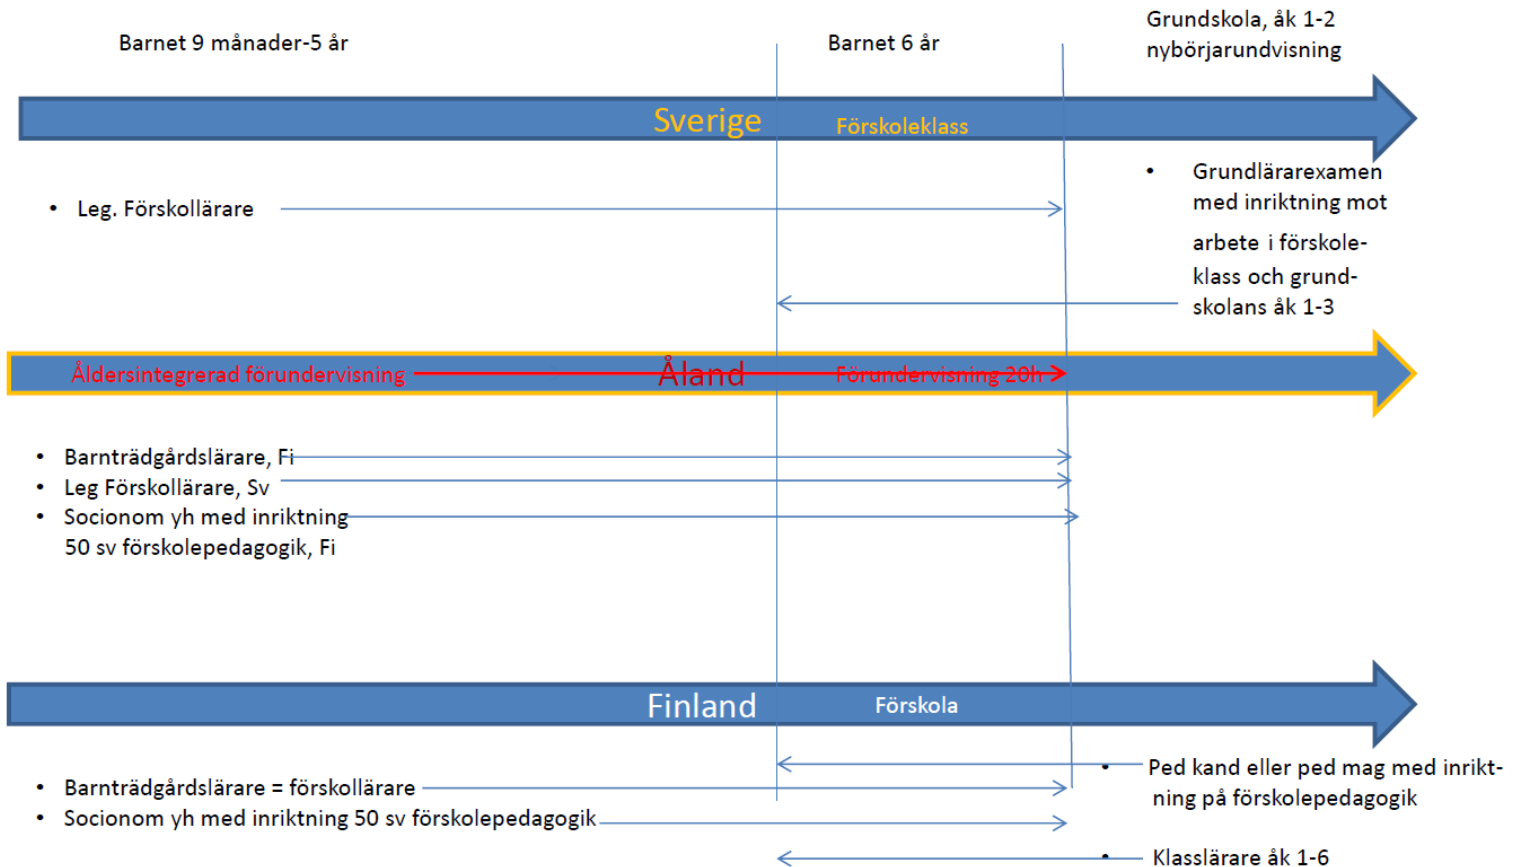 Barnet 9 månader-5 år
Barnet 6 år
Grundskola, åk 1-2
nybörjarundvisning
Sverige
Förskoleklass
• Leg. Förskollärare
• Grundlärarexamen
med inriktning mot
arbete i förskole-
klass och grund-
skolans åk 1-3
Åldersintegrerad förundervisning
Åland
Förundervisning 20h
• Barnträdgårdslärare, Fi
• Leg Förskollärare, Sv
• Socionom yh med inriktning
50 sv förskolepedagogik, Fi
Finland
Förskola
• Barnträdgårdslärare = förskollärare
• Socionom yh med inriktning 50 sv förskolepedagogik
• Ped kand eller ped mag med inrikt-
ning på förskolepedagogik
• Klasslärare åk 1-6